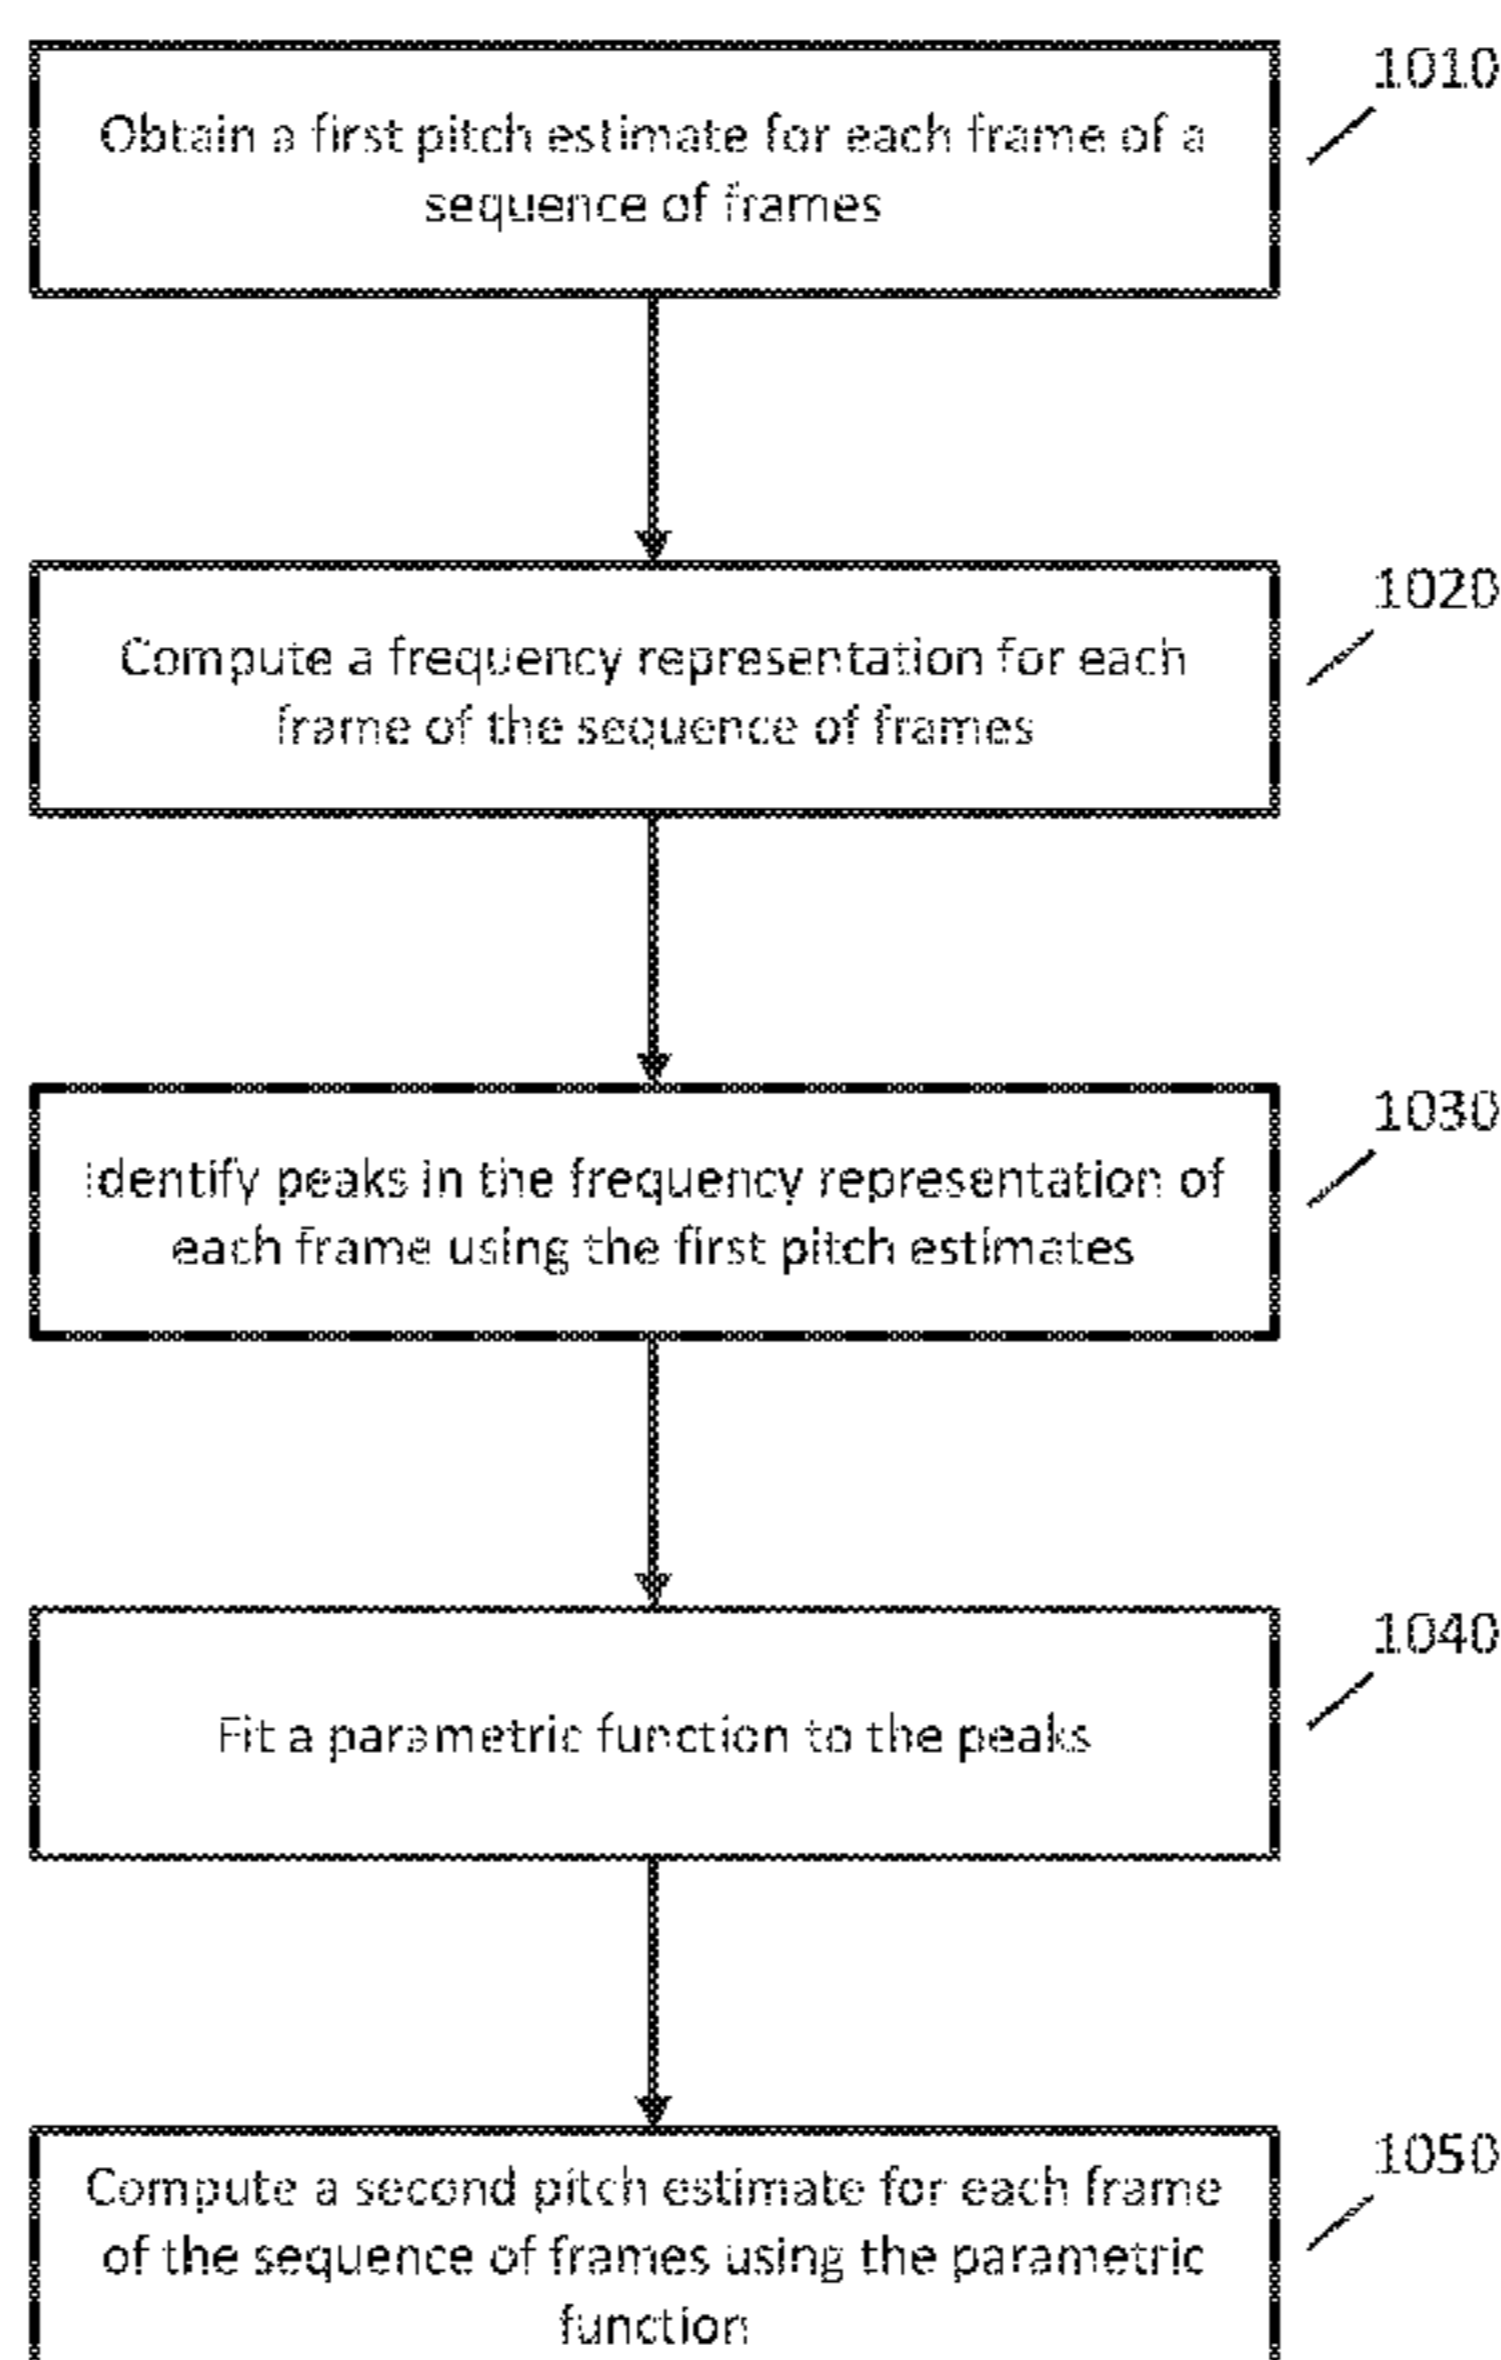 1010
Obtain a first pitch estimate for each frame of a
sequence of frames
1020
Compute a frequency representation for each
frame of the sequence of frames
1030
Identify peaks in the frequency representation of
each frame using the first pitch estimates
1040
Fit a parametric function to the peaks
1050
Compute a second pitch estimate for each frame
of the sequence of frames using the parametric
function